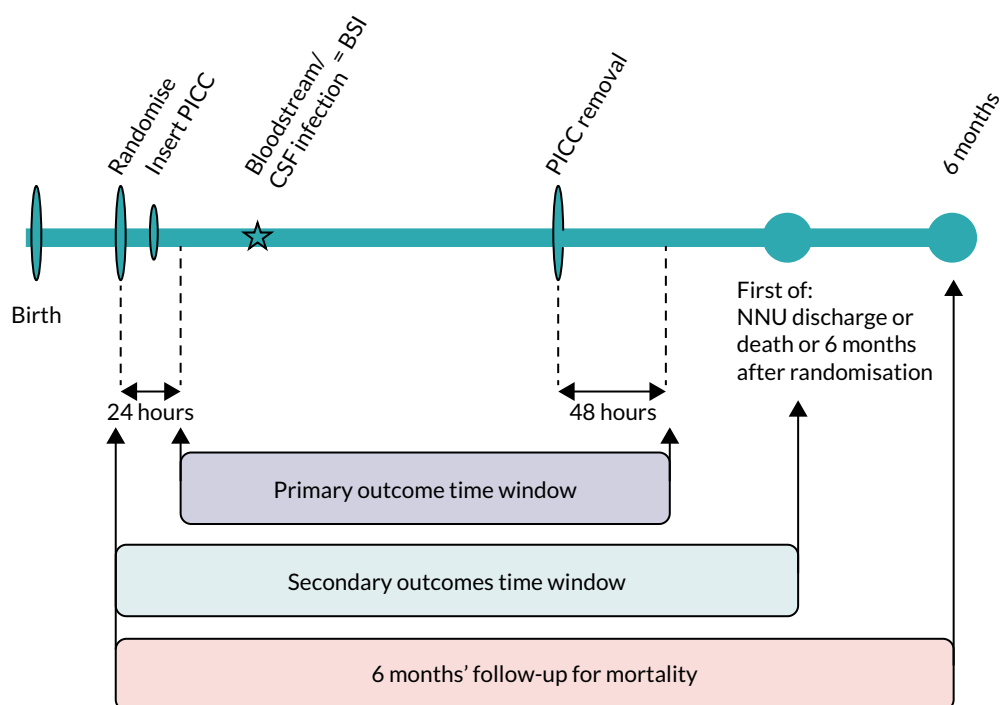 Randomise
Insert PICC
Bloodstream/
CSF infection = BSI
PICC removal
6 months
Birth
First of:
NNU discharge or
death or 6 months
after randomisation
24 hours
48 hours
Primary outcome time window
Secondary outcomes time window
6 months’ follow-up for mortality